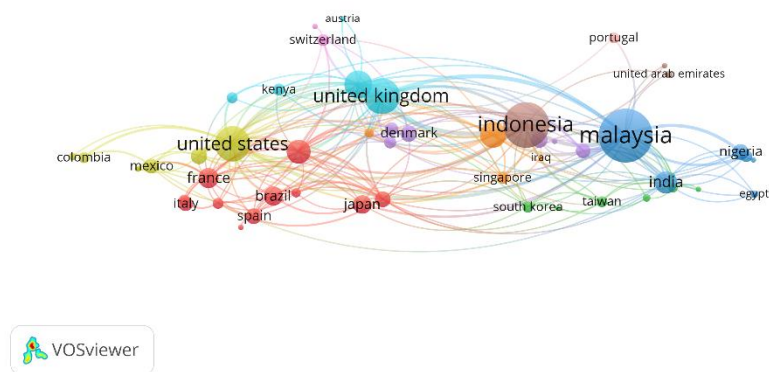 austria
switzerland
portugal
united arab emirates
kenya
united kingdom
indonesia
denmark
malaysia
united states
colombia
mexico
iraq
nigeria
france
singapore
india
italy
brazil
egypt
spain
japan
south korea
taiwan
VOSviewer